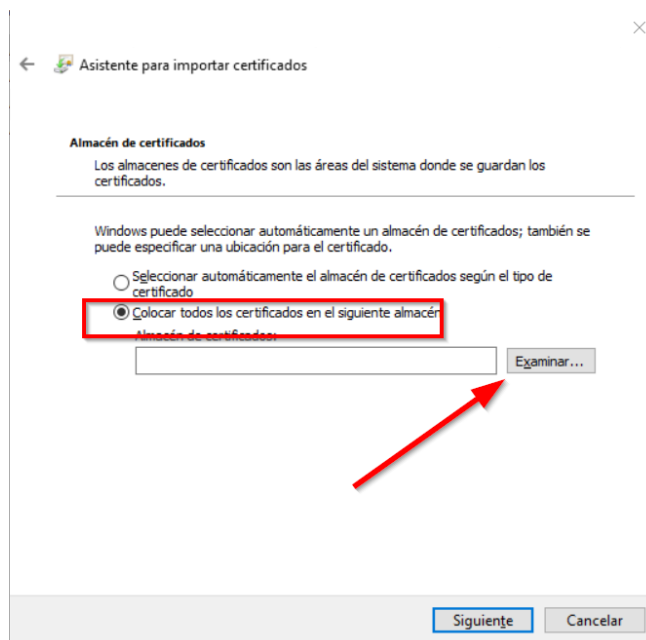 Asistente para importar certificados
Almacén de certificados
Los almacenes de certificados son las áreas del sistema donde se guardan los
certificados.
Windows puede seleccionar automáticamente un almacén de certificados; también se
puede especificar una ubicación para el certificado.
Seleccionar automáticamente el almacén de certificados según el tipo de
certificado
Colocar todos los certificados en el siguiente almacén
Almacén de certificados:
Examinar...
Siguiente
Cancelar